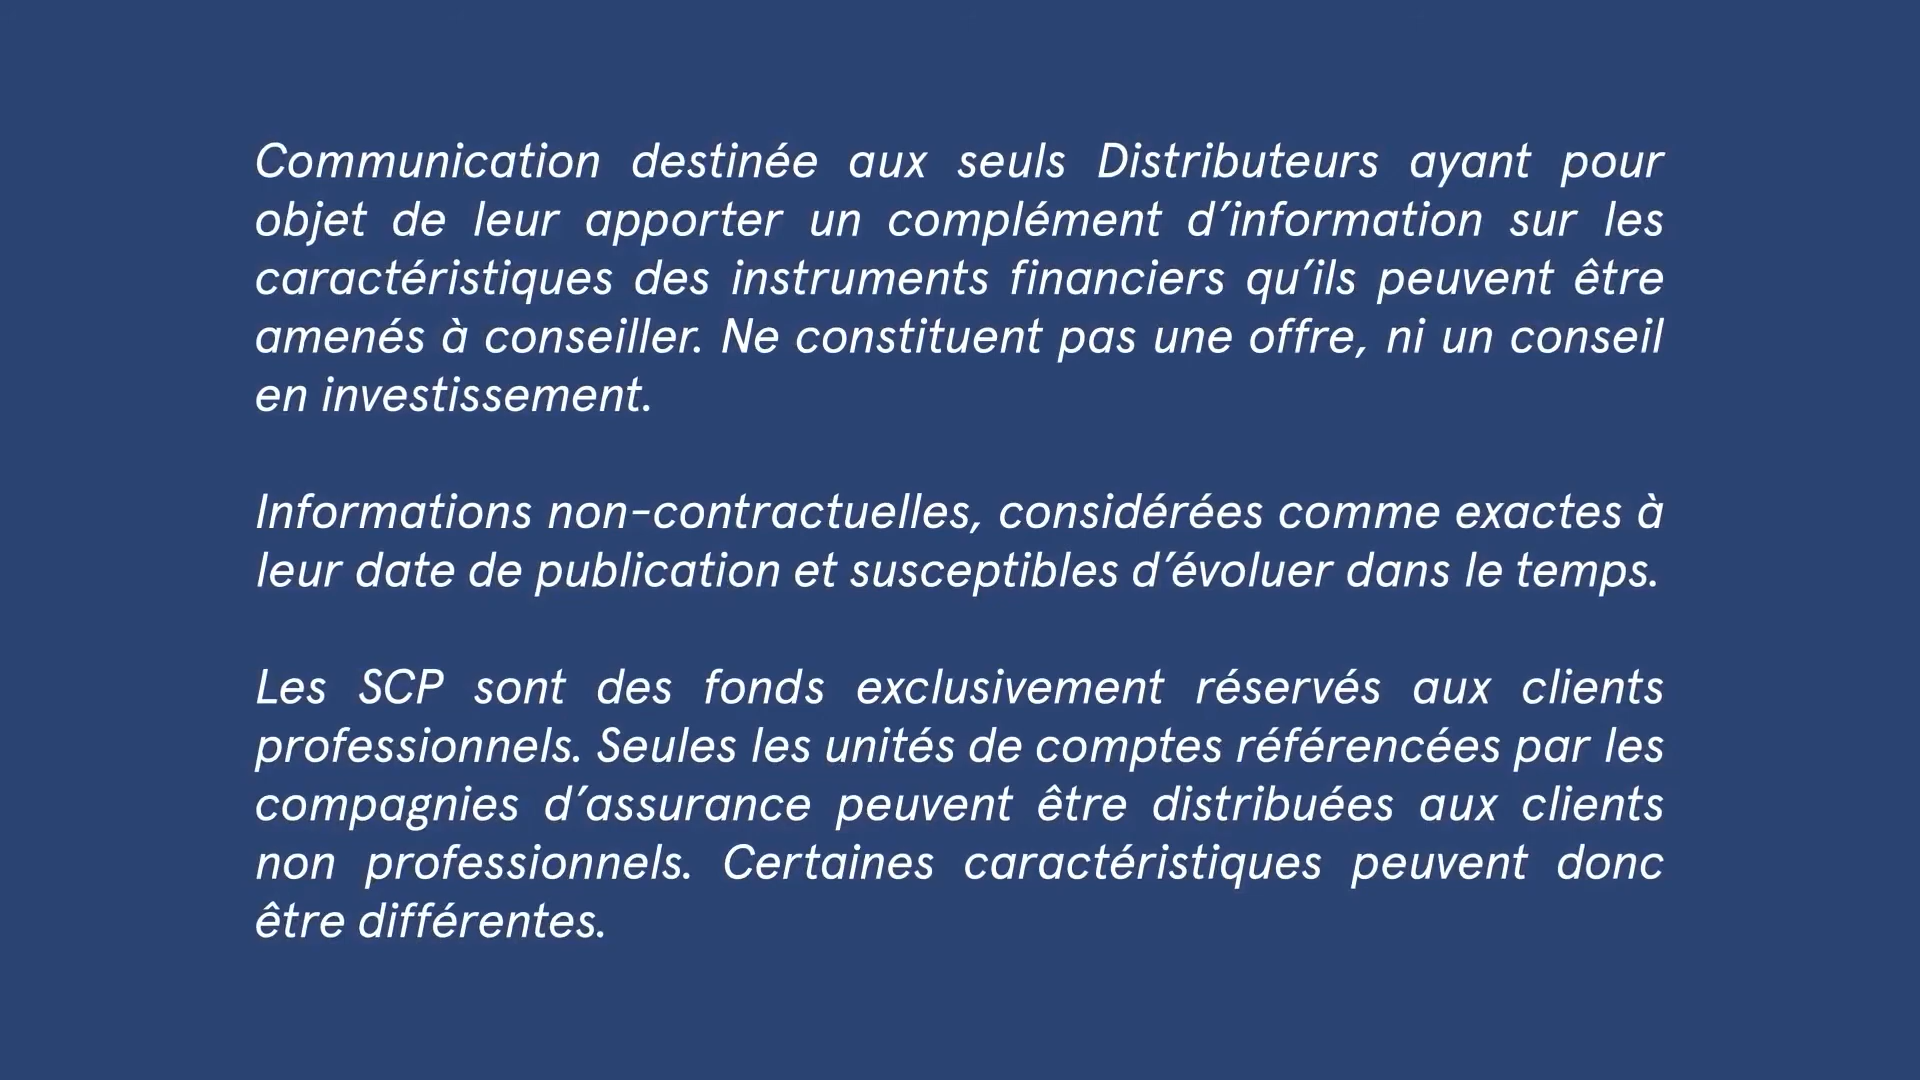 Communication destinée aux seuls Distributeurs ayant pour
objet de leur apporter un complément d’information sur les
caractéristiques des instruments financiers qu’ils peuvent être
amenés à conseiller. Ne constituent pas une offre, ni un conseil
en investissement.
Informations non-contractuelles, considérées comme exactes à
leur date de publication et susceptibles d’évoluer dans le temps.
Les SCP sont des fonds exclusivement réservés aux clients
professionnels. Seules les unités de comptes référencées par les
compagnies d’assurance peuvent être distribuées aux clients
non professionnels. Certaines caractéristiques peuvent donc
être différentes.